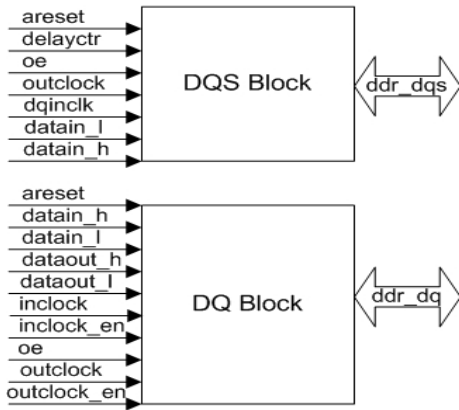 areset
delayctr
oe
outclock
dqinclk
datain_l
datain_h
DQS Block
ddr_dqs
areset
datain_h
datain_l
dataout_h
dataout_l
inclock
inclock_en
oe
outclock
outclock_en
DQ Block
ddr_dq